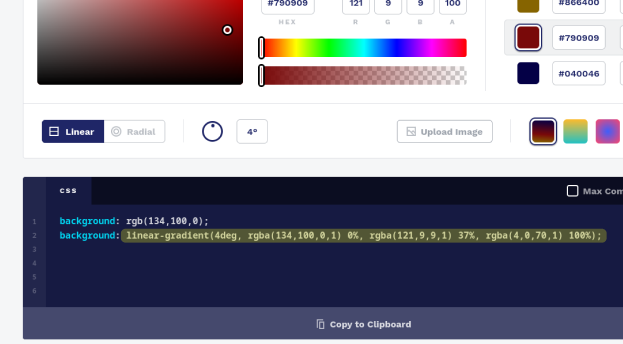 #790909 121 9 9 100
HEX R G B A
#866400
#790909
#040046
Linear Radial 4° Upload Image
css Max Com
1 background: rgb(134,100,0);
2 background: linear-gradient(4deg, rgba(134,100,0,1) 0%, rgba(121,9,9,1) 37%, rgba(4,0,70,1) 100%);
3
4
5
6
Copy to Clipboard